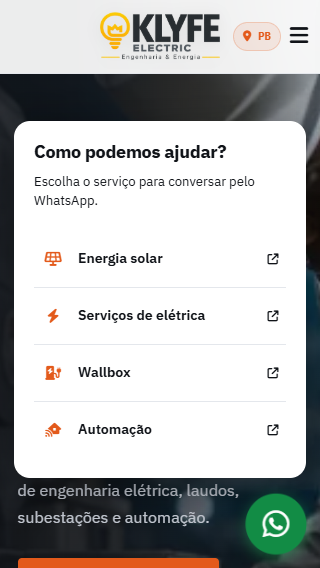 KLYFE
ELECTRIC
Engenharia & Energia
PB
Como podemos ajudar?
Escolha o serviço para conversar pelo
WhatsApp.
Energia solar
Serviços de elétrica
Wallbox
Automação
de engenharia elétrica, laudos,
subestações e automação.